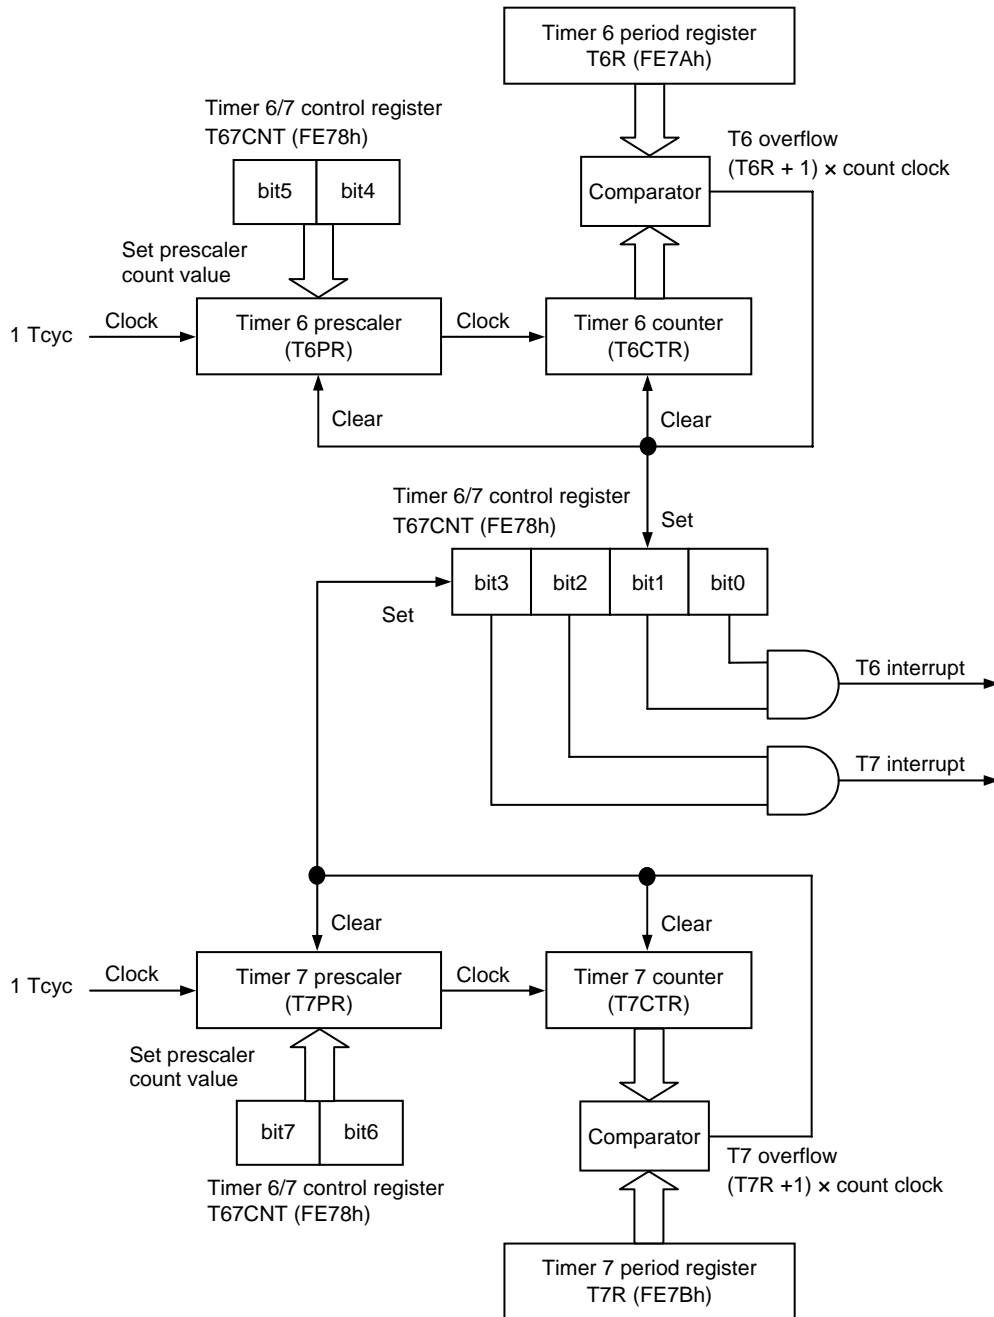 Timer 6 period register
T6R (FE7Ah)
Timer 6/7 control register
T67CNT (FE78h)
bit5
bit4
T6 overflow
(T6R + 1) × count clock
Comparator
Set prescaler
count value
1 Tcyc
Clock
Timer 6 prescaler
(T6PR)
Clock
Timer 6 counter
(T6CTR)
Clear
Clear
Timer 6/7 control register
T67CNT (FE78h)
Set
bit3
bit2
bit1
bit0
Set
T6 interrupt
T7 interrupt
Clear
Clear
1 Tcyc
Clock
Timer 7 prescaler
(T7PR)
Clock
Timer 7 counter
(T7CTR)
Set prescaler
count value
bit7
bit6
Comparator
T7 overflow
(T7R +1) × count clock
Timer 6/7 control register
T67CNT (FE78h)
Timer 7 period register
T7R (FE7Bh)